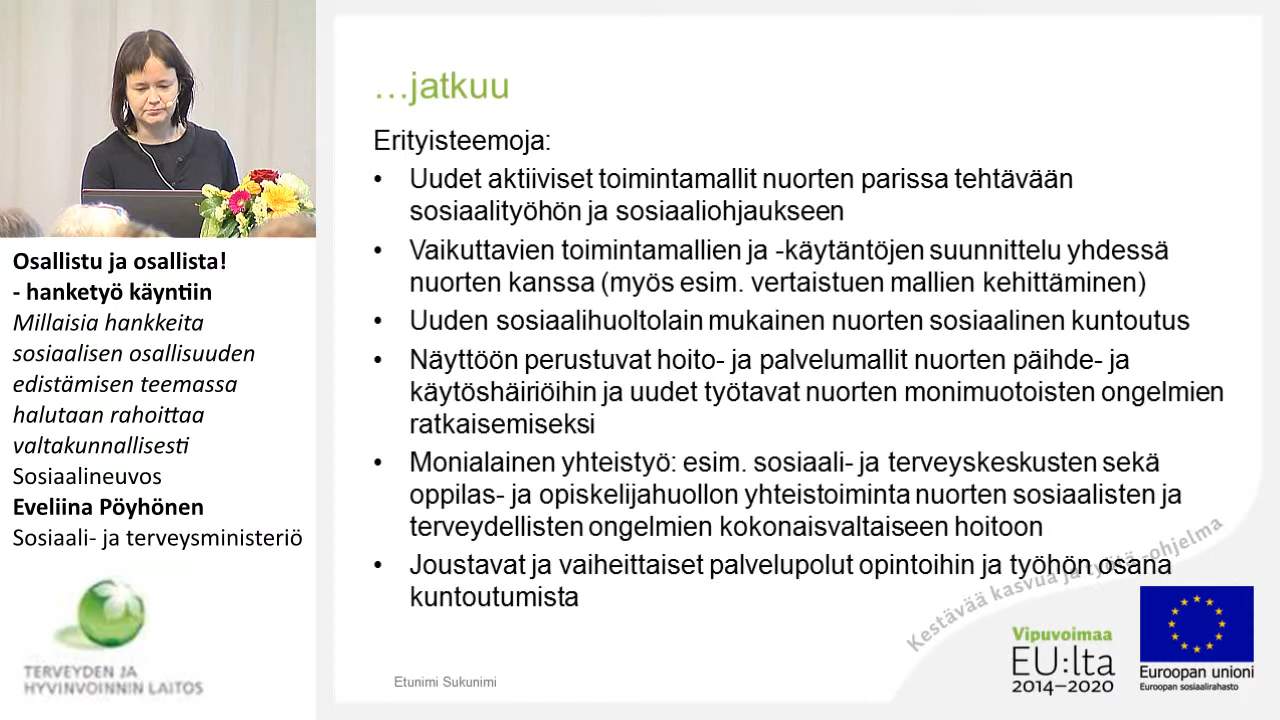 Osallistu ja osallista!
- hanketyö käyntiin
Millaisia hankkeita
sosiaalisen osallisuuden
edistämisen teemassa
halutaan rahoittaa
valtakunnallisesti
Sosiaalineuvos
Eveliina Pöyhönen
Sosiaali- ja terveysministeriö
TERVEYDEN JA
HYVINVOINNIN LAITOS
...jatkuu
Erityisteemoja:
• Uudet aktiiviset toimintamallit nuorten parissa tehtävään
sosiaalityöhön ja sosiaaliohjaukseen
• Vaikuttavien toimintamallien ja -käytäntöjen suunnittelu yhdessä
nuorten kanssa (myös esim. vertaistuen mallien kehittäminen)
• Uuden sosiaalihuoltolain mukainen nuorten sosiaalinen kuntoutus
• Näyttöön perustuvat hoito- ja palvelumallit nuorten päihde- ja
käytöshäiriöihin ja uudet työtavat nuorten monimuotoisten ongelmien
ratkaisemiseksi
• Monialainen yhteistyö: esim. sosiaali- ja terveyskeskusten sekä
oppilas- ja opiskelijahuollon yhteistoiminta nuorten sosiaalisten ja
terveydellisten ongelmien kokonaisvaltaiseen hoitoon
• Joustavat ja vaiheittaiset palvelupolut opintoihin ja työhön osana
kuntoutumista
Kestävää kasvua ja työtä -ohjelma
Etunimi Sukunimi
Vipuvoimaa
EU:lta
2014–2020
Euroopan unioni
Euroopan sosiaalirahasto